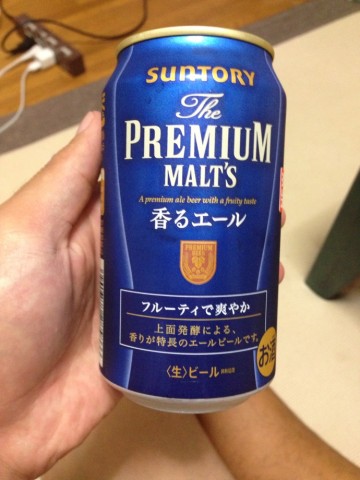 SUNTORY
The
PREMIUM
MALT'S
A premium ale beer with a fruity taste
香るエール
PREMIUM
フルーティで爽やか
上面発酵による、
香りが特長のエールビールです。
お酒
〈生〉ビール